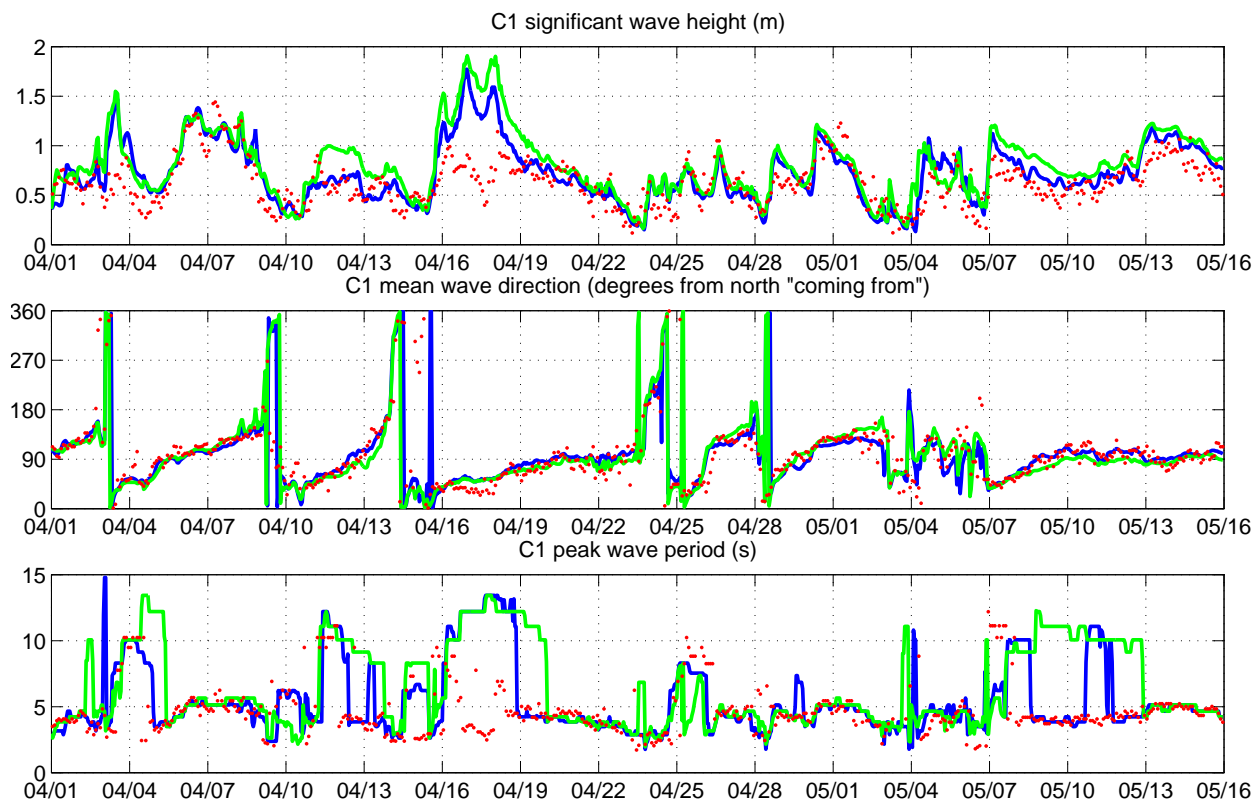 C1 significant wave height (m)
2
1.5
1
0.5
0
04/01 04/04 04/07 04/10 04/13 04/16 04/19 04/22 04/25 04/28 05/01 05/04 05/07 05/10 05/13 05/16
C1 mean wave direction (degrees from north "coming from")
360
270
180
90
0
04/01 04/04 04/07 04/10 04/13 04/16 04/19 04/22 04/25 04/28 05/01 05/04 05/07 05/10 05/13 05/16
C1 peak wave period (s)
15
10
5
0
04/01 04/04 04/07 04/10 04/13 04/16 04/19 04/22 04/25 04/28 05/01 05/04 05/07 05/10 05/13 05/16